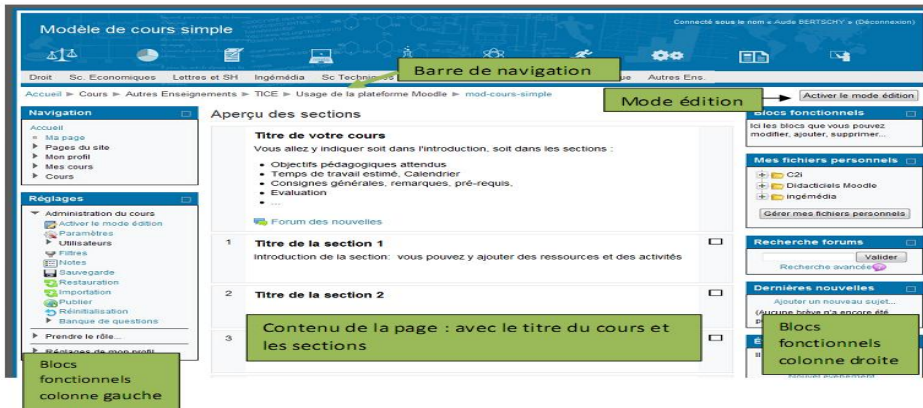 Modèle de cours simple
Connecté sous le nom « Aude BERTSCHY » (Déconnexion)
Droit Sc. Economiques Lettres et SH Ingémédia Sc Techniques Autres Ens.
Barre de navigation
Accueil ► Cours ► Autres Enseignements ► TICE ► Usage de la plateforme Moodle ► mod-cours-simple
Mode édition
Activer le mode édition
Navigation
Accueil
Ma page
Pages du site
Mon profil
Mes cours
Cours
Réglages
Administration du cours
Activer le mode édition
Paramètres
Utilisateurs
Filtres
Notes
Sauvegarde
Restauration
Importation
Publier
Réinitialisation
Banque de questions
Prendre le rôle...
Réglages de mon profil
Blocs
fonctionnels
colonne gauche
Aperçu des sections
Titre de votre cours
Vous allez y indiquer soit dans l'introduction, soit dans les sections :
• Objectifs pédagogiques attendus
• Temps de travail estimé, Calendrier
• Consignes générales, remarques, pré-requis,
• Evaluation
• ...
Forum des nouvelles
1 Titre de la section 1
Introduction de la section: vous pouvez y ajouter des ressources et des activités
2 Titre de la section 2
3
Contenu de la page : avec le titre du cours et
les sections
Blocs fonctionnels
Ici les blocs que vous pouvez
modifier, ajouter, supprimer...
Mes fichiers personnels
C2i
Didacticiels Moodle
ingémédia
Gérer mes fichiers personnels
Recherche forums
Valider
Recherche avancée
Dernières nouvelles
Ajouter un nouveau sujet...
(Aucune brève n'a encore été
Blocs
fonctionnels
colonne droite
Nouvel événement